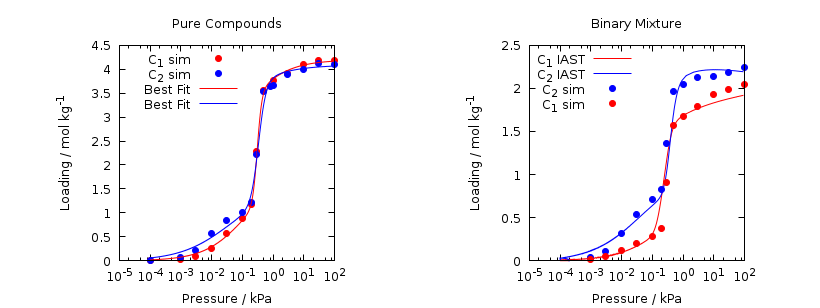 Pure Compounds
C1 sim
C2 sim
Best Fit
Best Fit
4.5
4
3.5
3
2.5
2
1.5
1
0.5
0
Loading / mol kg-1
10-5 10-4 10-3 10-2 10-1 100 101 102
Pressure / kPa
Binary Mixture
C1 IAST
C2 IAST
C2 sim
C1 sim
2.5
2
1.5
1
0.5
0
Loading / mol kg-1
10-5 10-4 10-3 10-2 10-1 100 101 102
Pressure / kPa